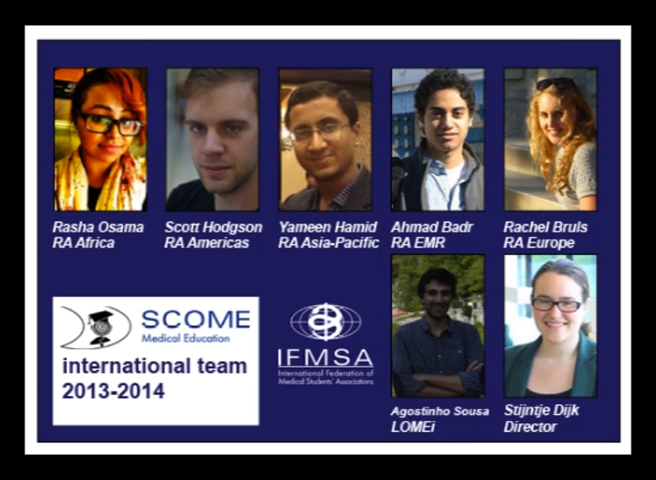 Rasha Osama
RA Africa
Scott Hodgson
RA Americas
Yameen Hamid
RA Asia-Pacific
Ahmad Badr
RA EMR
Rachel Bruls
RA Europe
SCOME
Medical Education
international team
2013-2014
IFMSA
International Federation of
Medical Students' Associations
Agostinho Sousa
LOMEi
Stijntje Dijk
Director